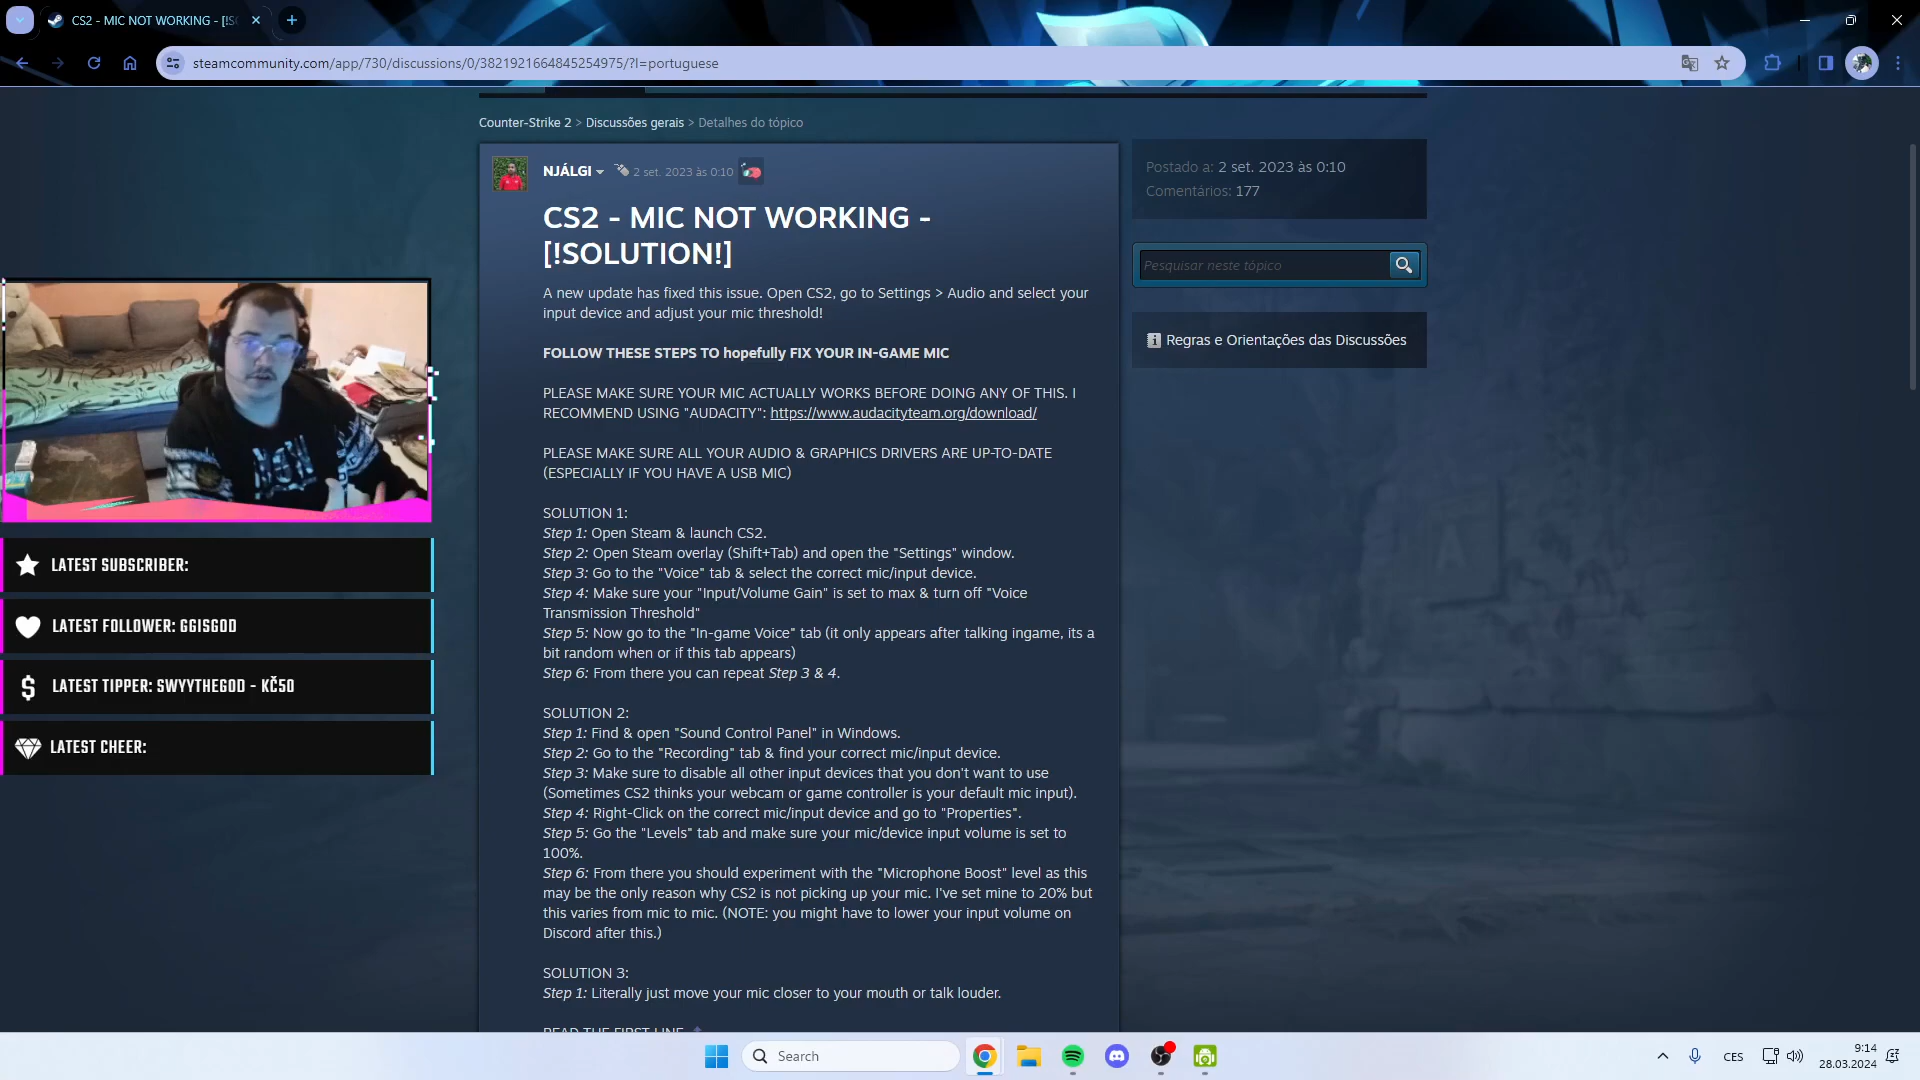 CS2 - MIC NOT WORKING - [!SO
steamcommunity.com/app/730/discussions/0/3821921664845254975/?l=portuguese
Counter-Strike 2 > Discussões gerais > Detalhes do tópico
NJÁLGI 2 set. 2023 às 0:10
CS2 - MIC NOT WORKING -
[!SOLUTION!]
A new update has fixed this issue. Open CS2, go to Settings > Audio and select your
input device and adjust your mic threshold!
FOLLOW THESE STEPS TO hopefully FIX YOUR IN-GAME MIC
PLEASE MAKE SURE YOUR MIC ACTUALLY WORKS BEFORE DOING ANY OF THIS. I
RECOMMEND USING "AUDACITY": https://www.audacityteam.org/download/
PLEASE MAKE SURE ALL YOUR AUDIO & GRAPHICS DRIVERS ARE UP-TO-DATE
(ESPECIALLY IF YOU HAVE A USB MIC)
SOLUTION 1:
Step 1: Open Steam & launch CS2.
Step 2: Open Steam overlay (Shift+Tab) and open the "Settings" window.
Step 3: Go to the "Voice" tab & select the correct mic/input device.
Step 4: Make sure your "Input/Volume Gain" is set to max & turn off "Voice
Transmission Threshold"
Step 5: Now go to the "In-game Voice" tab (it only appears after talking ingame, its a
bit random when or if this tab appears)
Step 6: From there you can repeat Step 3 & 4.
SOLUTION 2:
Step 1: Find & open "Sound Control Panel" in Windows.
Step 2: Go to the "Recording" tab & find your correct mic/input device.
Step 3: Make sure to disable all other input devices that you don't want to use
(Sometimes CS2 thinks your webcam or game controller is your default mic input).
Step 4: Right-Click on the correct mic/input device and go to "Properties".
Step 5: Go the "Levels" tab and make sure your mic/device input volume is set to
100%.
Step 6: From there you should experiment with the "Microphone Boost" level as this
may be the only reason why CS2 is not picking up your mic. I've set mine to 20% but
this varies from mic to mic. (NOTE: you might have to lower your input volume on
Discord after this.)
SOLUTION 3:
Step 1: Literally just move your mic closer to your mouth or talk louder.
READ THE FIRST LINE
Postado a: 2 set. 2023 às 0:10
Comentários: 177
Pesquisar neste tópico
Regras e Orientações das Discussões
LATEST SUBSCRIBER:
LATEST FOLLOWER: GGISGOD
LATEST TIPPER: SWYYTHEGOD - KČ50
LATEST CHEER:
Search
CES
9:14
28.03.2024